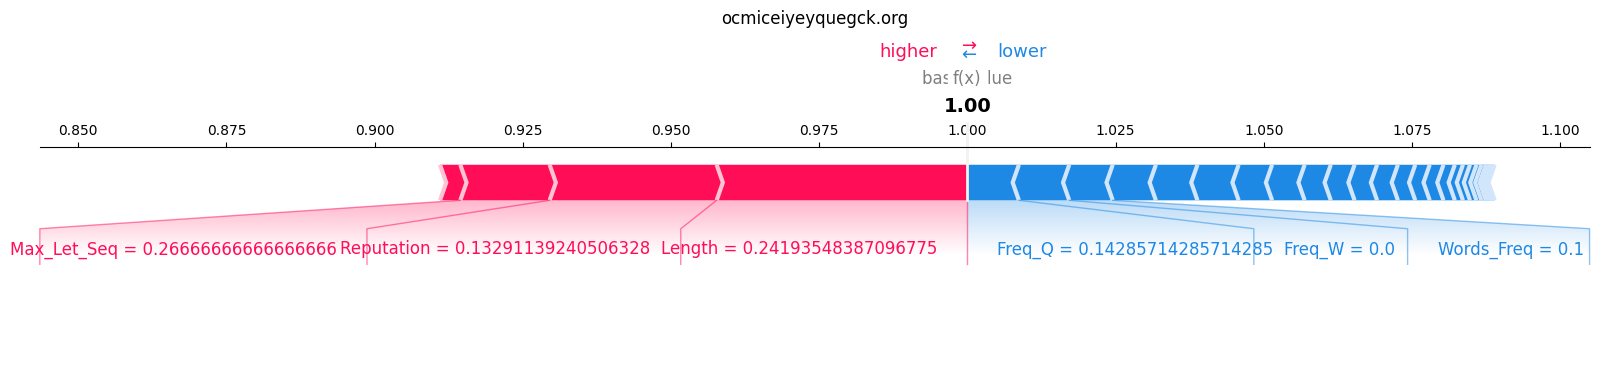 ocmiceiyeyquegck.org
higher ⇄ lower
bas f(x) lue
1.00
0.850 0.875 0.900 0.925 0.950 0.975 1.000 1.025 1.050 1.075 1.100
Max_Let_Seq = 0.26666666666666666 Reputation = 0.13291139240506328 Length = 0.24193548387096775 Freq_Q = 0.14285714285714285 Freq_W = 0.0 Words_Freq = 0.1